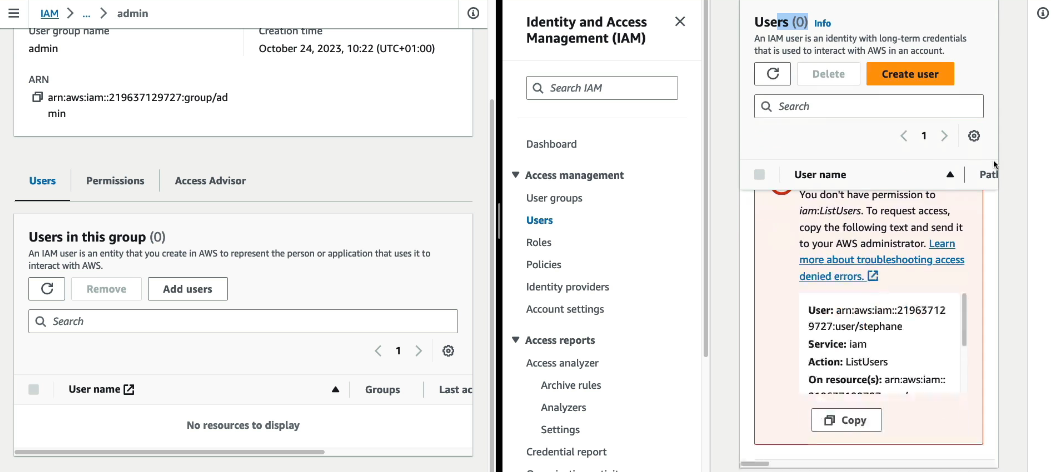 IAM > ... > admin
User group name
admin
Creation time
October 24, 2023, 10:22 (UTC+01:00)
ARN
arn:aws:iam::219637129727:group/ad
min
Users
Permissions
Access Advisor
Users in this group (0)
An IAM user is an entity that you create in AWS to represent the person or application that uses it to
interact with AWS.
Remove
Add users
Search
1
User name
Groups
Last ac
No resources to display
Identity and Access
Management (IAM)
Search IAM
Dashboard
Access management
User groups
Users
Roles
Policies
Identity providers
Account settings
Access reports
Access analyzer
Archive rules
Analyzers
Settings
Credential report
Users (0) Info
An IAM user is an identity with long-term credentials
that is used to interact with AWS in an account.
Delete
Create user
Search
1
User name
Path
You don't have permission to
iam:ListUsers. To request access,
copy the following text and send it
to your AWS administrator. Learn
more about troubleshooting access
denied errors.
User: arn:aws:iam::21963712
9727:user/stephane
Service: iam
Action: ListUsers
On resource(s): arn:aws:iam::
Copy